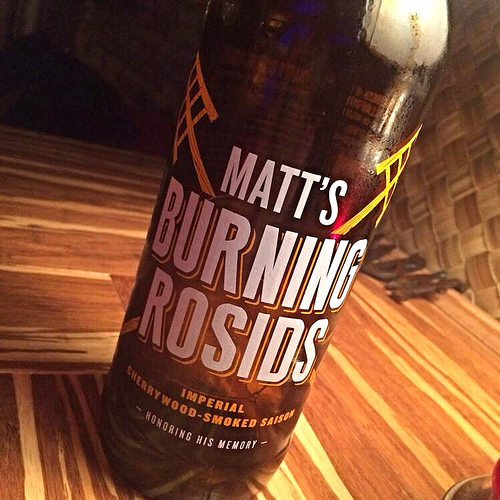 MATT'S
BURNING
ROSIDS
IMPERIAL
CHERRYWOOD-SMOKED SAISON
— HONORING HIS MEMORY —